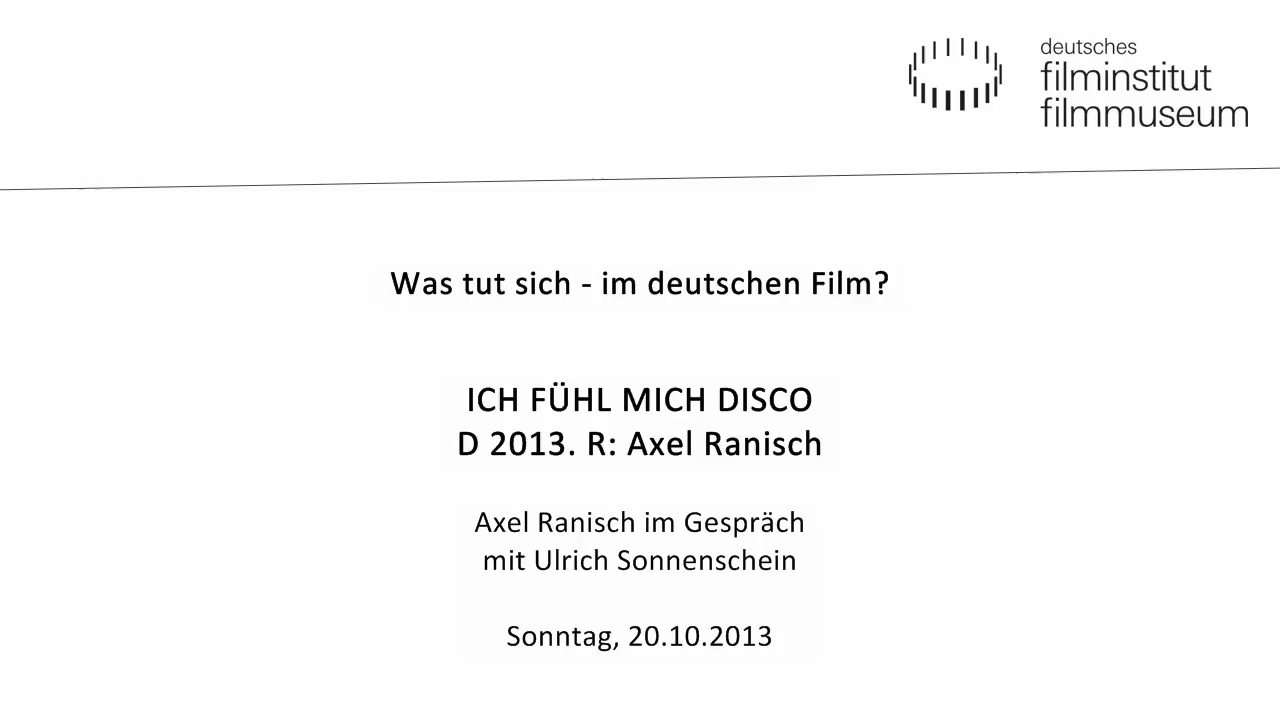 deutsches
filminstitut
filmmuseum
Was tut sich - im deutschen Film?
ICH FÜHL MICH DISCO
D 2013. R: Axel Ranisch
Axel Ranisch im Gespräch
mit Ulrich Sonnenschein
Sonntag, 20.10.2013